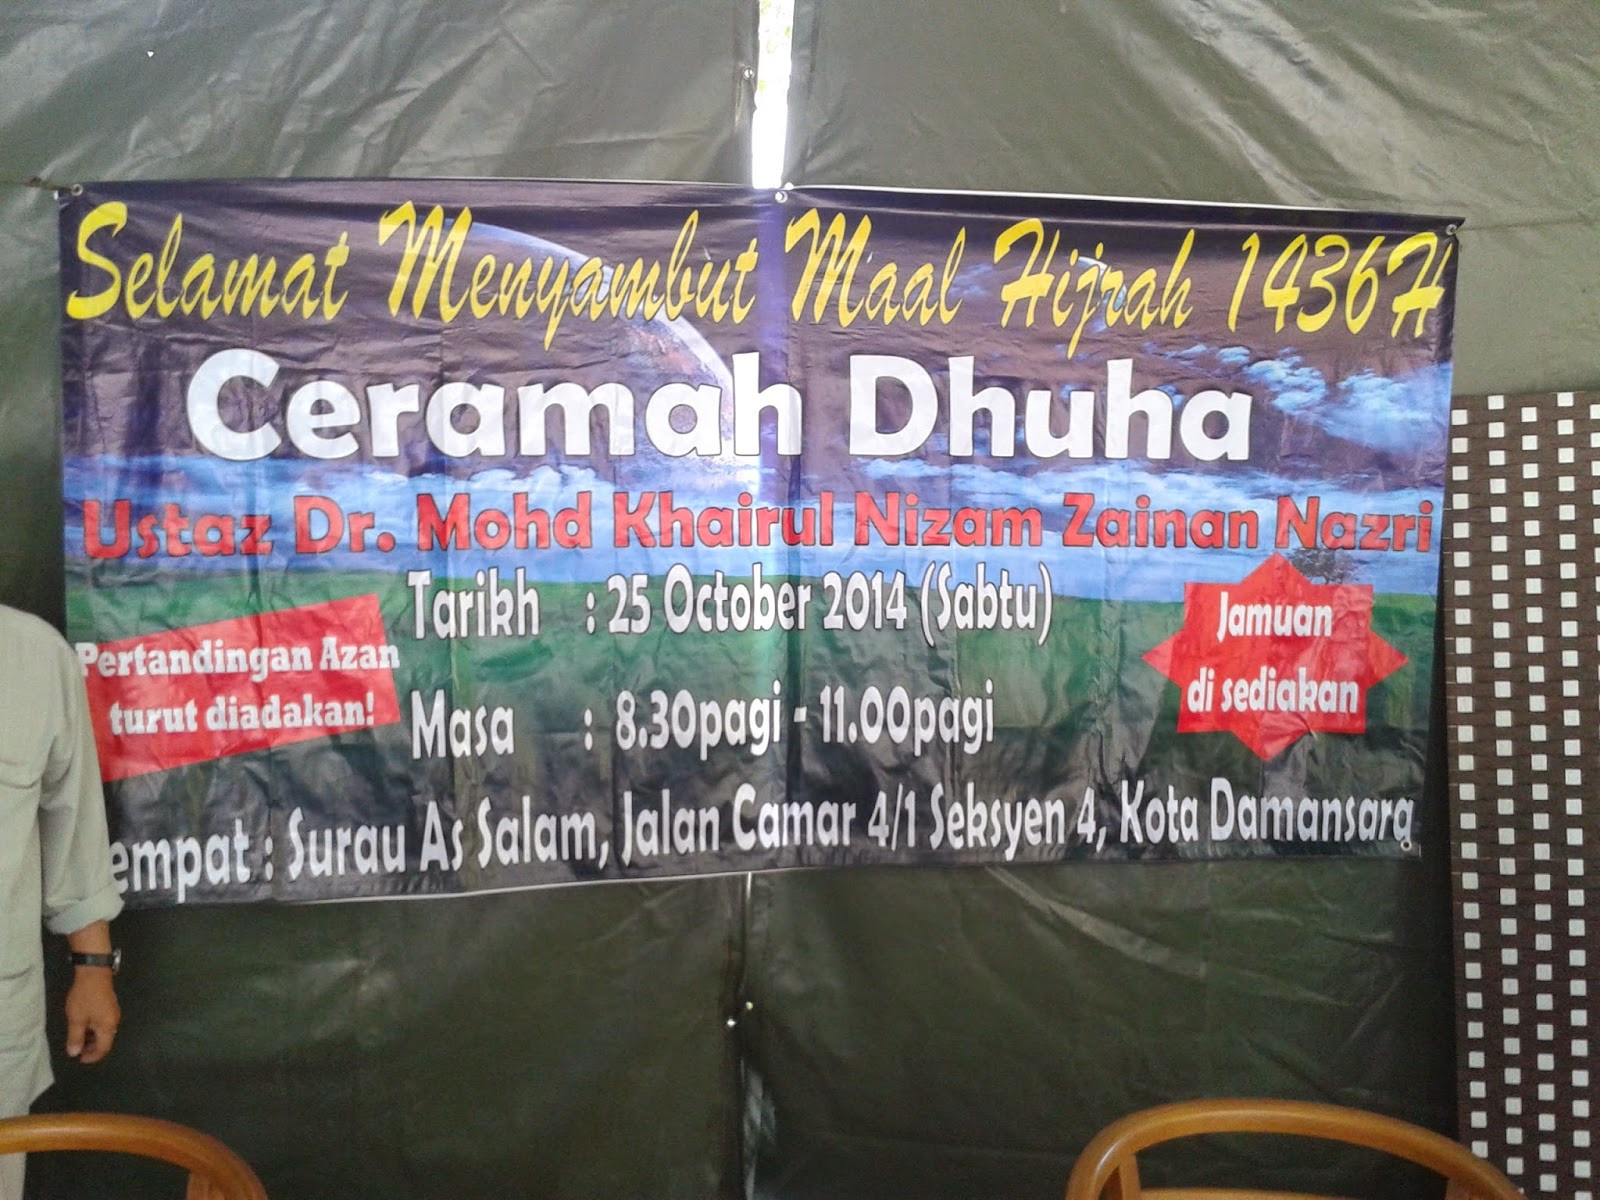 Selamat Menyambut Maal Hijrah 1436H
Ceramah Dhuha
Ustaz Dr. Mohd Khairul Nizam Zainan Nazri
Tarikh : 25 October 2014 (Sabtu)
Masa : 8.30pagi - 11.00pagi
Pertandingan Azan
turut diadakan!
Jamuan
di sediakan
empat : Surau As Salam, Jalan Camar 4/1 Seksyen 4, Kota Damansara